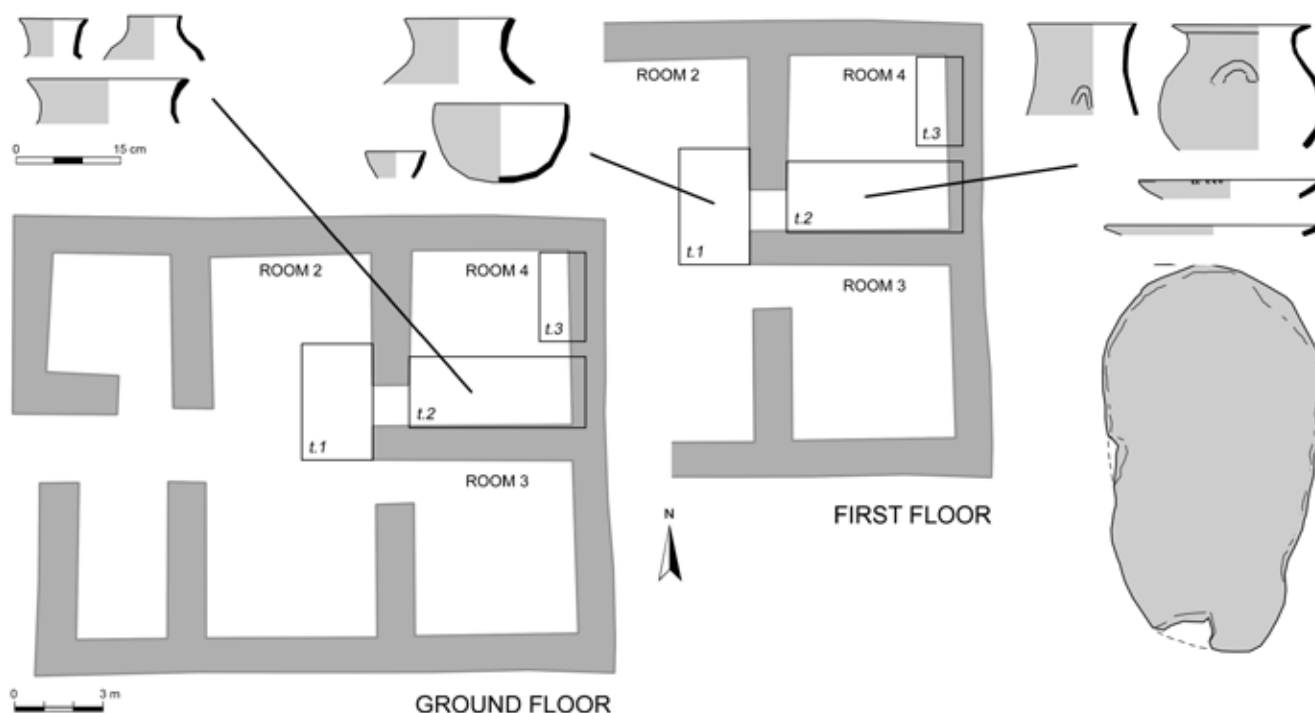 ROOM 2
ROOM 4
t.3
t.2
t.1
ROOM 3
FIRST FLOOR
0 15 cm
ROOM 2
ROOM 4
t.3
t.2
t.1
ROOM 3
N
0 3 m
GROUND FLOOR